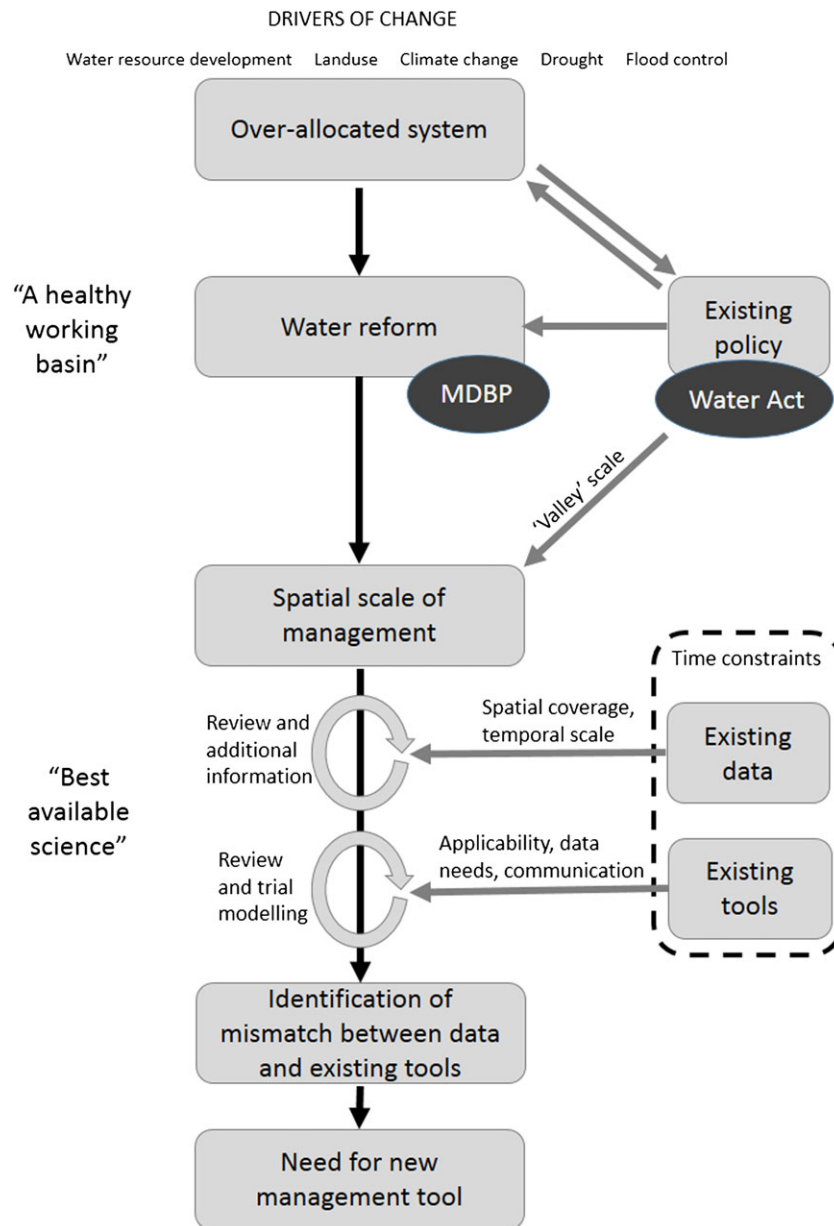 DRIVERS OF CHANGE
Water resource development Landuse Climate change Drought Flood control
Over-allocated system
“A healthy
working
basin”
Water reform
MDBP
Existing
policy
Water Act
‘Valley’ scale
Spatial scale of
management
Time constraints
Review and
additional
information
Spatial coverage,
temporal scale
Existing
data
“Best
available
science”
Review
and trial
modelling
Applicability, data
needs, communication
Existing
tools
Identification of
mismatch between data
and existing tools
Need for new
management tool